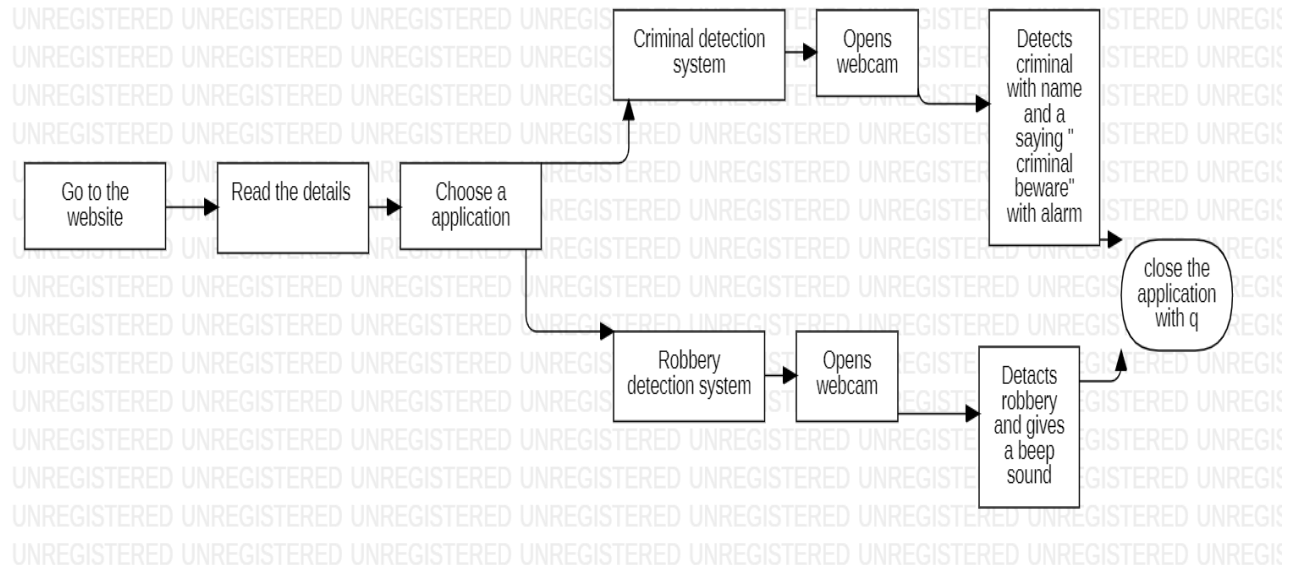 Go to the
website
Read the details
Choose a
application
Criminal detection
system
Opens
webcam
Detects
criminal
with name
and a
saying "
criminal
beware"
with alarm
Robbery
detection system
Opens
webcam
Detacts
robbery
and gives
a beep
sound
close the
application
with q
UNREGISTERED UNREGISTERED UNREGISTERED UNREGISTERED